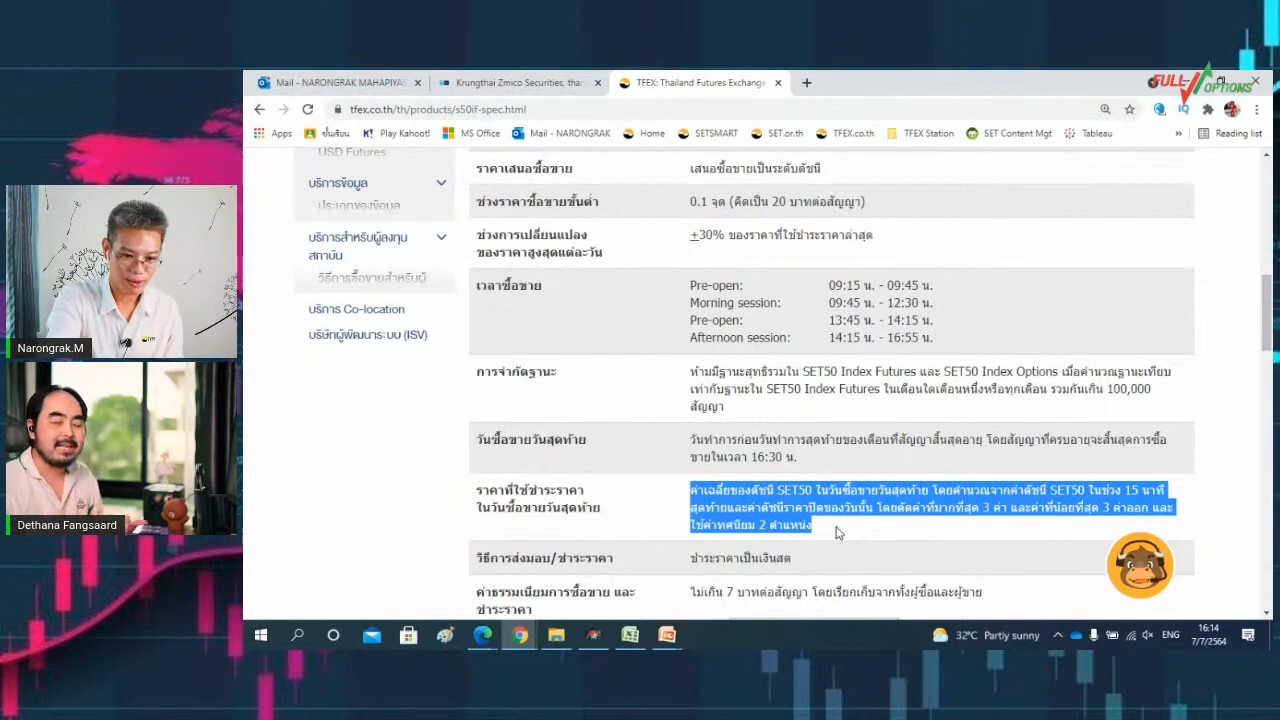 Mail - NARONGRAK MAHAPIYAS
Krungthai Zmico Securities, thai
TFEX: Thailand Futures Exchange
FULL OPTIONS
tfex.co.th/th/products/s50if-spec.html
Apps
ขั้นเรียน
Play Kahoot!
MS Office
Mail - NARONGRAK
Home
SETSMART
SET.or.th
TFEX.co.th
TFEX Station
SET Content Mgt
Tableau
Reading list
USD Futures
บริการข้อมูล
ประเภทของข้อมูล
บริการสำหรับผู้ลงทุน
สถาบัน
วิธีการซื้อขายสำหรับผู้
บริการ Co-location
บริษัทผู้พัฒนาระบบ (ISV)
ราคาเสนอซื้อขาย
เสนอซื้อขายเป็นระดับดัชนี
ช่วงราคาซื้อขายขั้นต่ำ
0.1 จุด (คิดเป็น 20 บาทต่อสัญญา)
ช่วงการเปลี่ยนแปลง
ของราคาสูงสุดแต่ละวัน
+30% ของราคาที่ใช้ชำระราคาล่าสุด
เวลาซื้อขาย
Pre-open: 09:15 น. - 09:45 น.
Morning session: 09:45 น. - 12:30 น.
Pre-open: 13:45 น. - 14:15 น.
Afternoon session: 14:15 น. - 16:55 น.
การจำกัดฐานะ
ห้ามมีฐานะสุทธิรวมใน SET50 Index Futures และ SET50 Index Options เมื่อคำนวณฐานะเทียบ
เท่ากับฐานะใน SET50 Index Futures ในเดือนใดเดือนหนึ่งหรือทุกเดือน รวมกันเกิน 100,000
สัญญา
วันซื้อขายวันสุดท้าย
วันทำการก่อนวันทำการสุดท้ายของเดือนที่สัญญาสิ้นสุดอายุ โดยสัญญาที่ครบอายุจะสิ้นสุดการซื้อ
ขายในเวลา 16:30 น.
ราคาที่ใช้ชำระราคา
ในวันซื้อขายวันสุดท้าย
ค่าเฉลี่ยของดัชนี SET50 ในวันซื้อขายวันสุดท้าย โดยคำนวณจากค่าดัชนี SET50 ในช่วง 15 นาที
สุดท้ายและค่าดัชนีราคาปิดของวันนั้น โดยตัดค่าที่มากที่สุด 3 ค่า และค่าที่น้อยที่สุด 3 ค่าออก และ
ใช้ค่าทศนิยม 2 ตำแหน่ง
วิธีการส่งมอบ/ชำระราคา
ชำระราคาเป็นเงินสด
ค่าธรรมเนียมการซื้อขาย และ
ชำระราคา
ไม่เกิน 7 บาทต่อสัญญา โดยเรียกเก็บจากทั้งผู้ซื้อและผู้ขาย
Narongrak.M
Dethana Fangsaard
32°C Partly sunny
ENG
16:14
7/7/2564